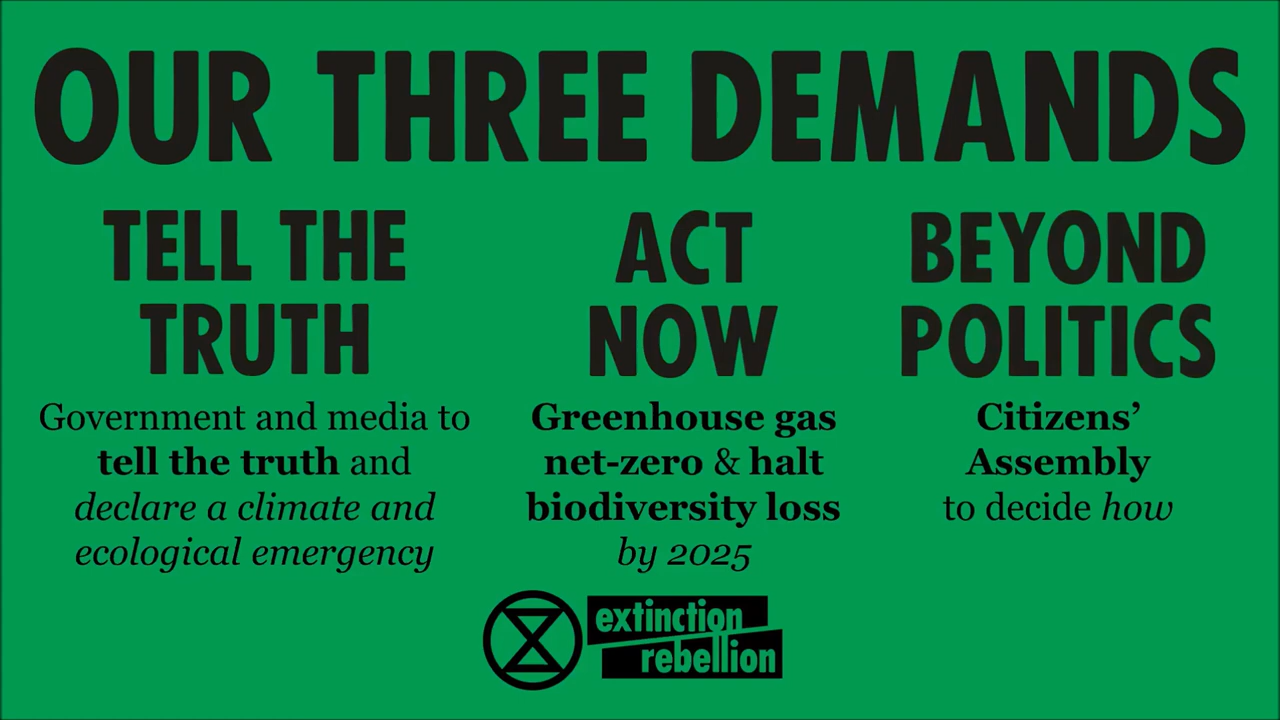 OUR THREE DEMANDS
TELL THE
TRUTH
Government and media to
tell the truth and
declare a climate and
ecological emergency
ACT
NOW
Greenhouse gas
net-zero & halt
biodiversity loss
by 2025
BEYOND
POLITICS
Citizens’
Assembly
to decide how
extinction
rebellion